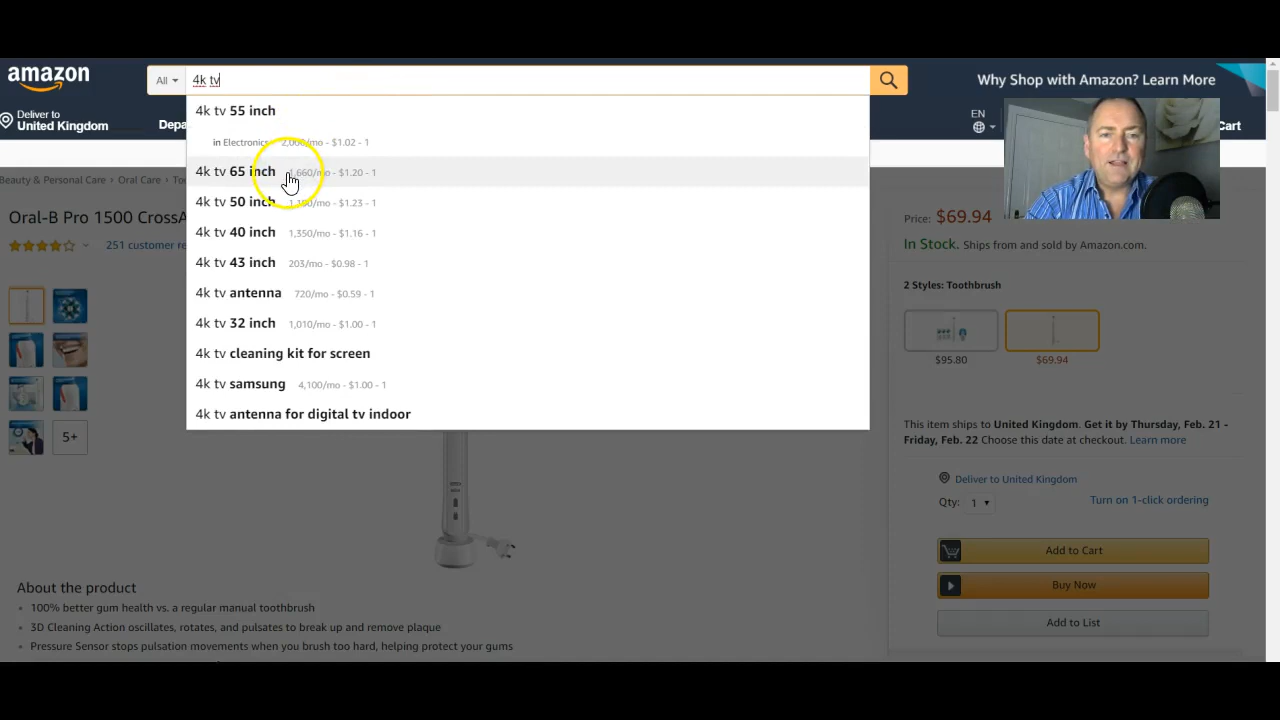 amazon
All
4k tv
Why Shop with Amazon? Learn More
Deliver to
United Kingdom
Depa
EN
Cart
4k tv 55 inch
in Electronics 2,000/mo - $1.02 - 1
4k tv 65 inch 1,660/mo - $1.20 - 1
4k tv 50 inch - $1.23 - 1
4k tv 40 inch 1,350/mo - $1.16 - 1
4k tv 43 inch 203/mo - $0.98 - 1
4k tv antenna 720/mo - $0.59 - 1
4k tv 32 inch 1,010/mo - $1.00 - 1
4k tv cleaning kit for screen
4k tv samsung 4,100/mo - $1.00 - 1
4k tv antenna for digital tv indoor
Beauty & Personal Care › Oral Care › Too
Oral-B Pro 1500 CrossA
251 customer re
5+
Price: $69.94
In Stock. Ships from and sold by Amazon.com.
2 Styles: Toothbrush
$95.80
$69.94
This item ships to United Kingdom. Get it by Thursday, Feb. 21 -
Friday, Feb. 22 Choose this date at checkout. Learn more
Deliver to United Kingdom
Qty: 1
Turn on 1-click ordering
Add to Cart
Buy Now
Add to List
About the product
100% better gum health vs. a regular manual toothbrush
3D Cleaning Action oscillates, rotates, and pulsates to break up and remove plaque
Pressure Sensor stops pulsation movements when you brush too hard, helping protect your gums